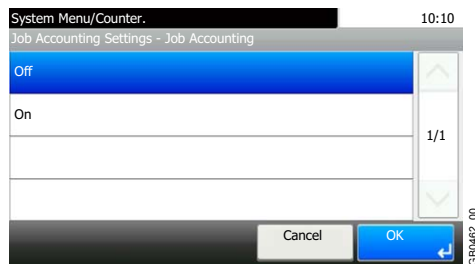 System Menu/Counter.
10:10
Job Accounting Settings - Job Accounting
Off
On
1/1
Cancel
OK
GB0462_00